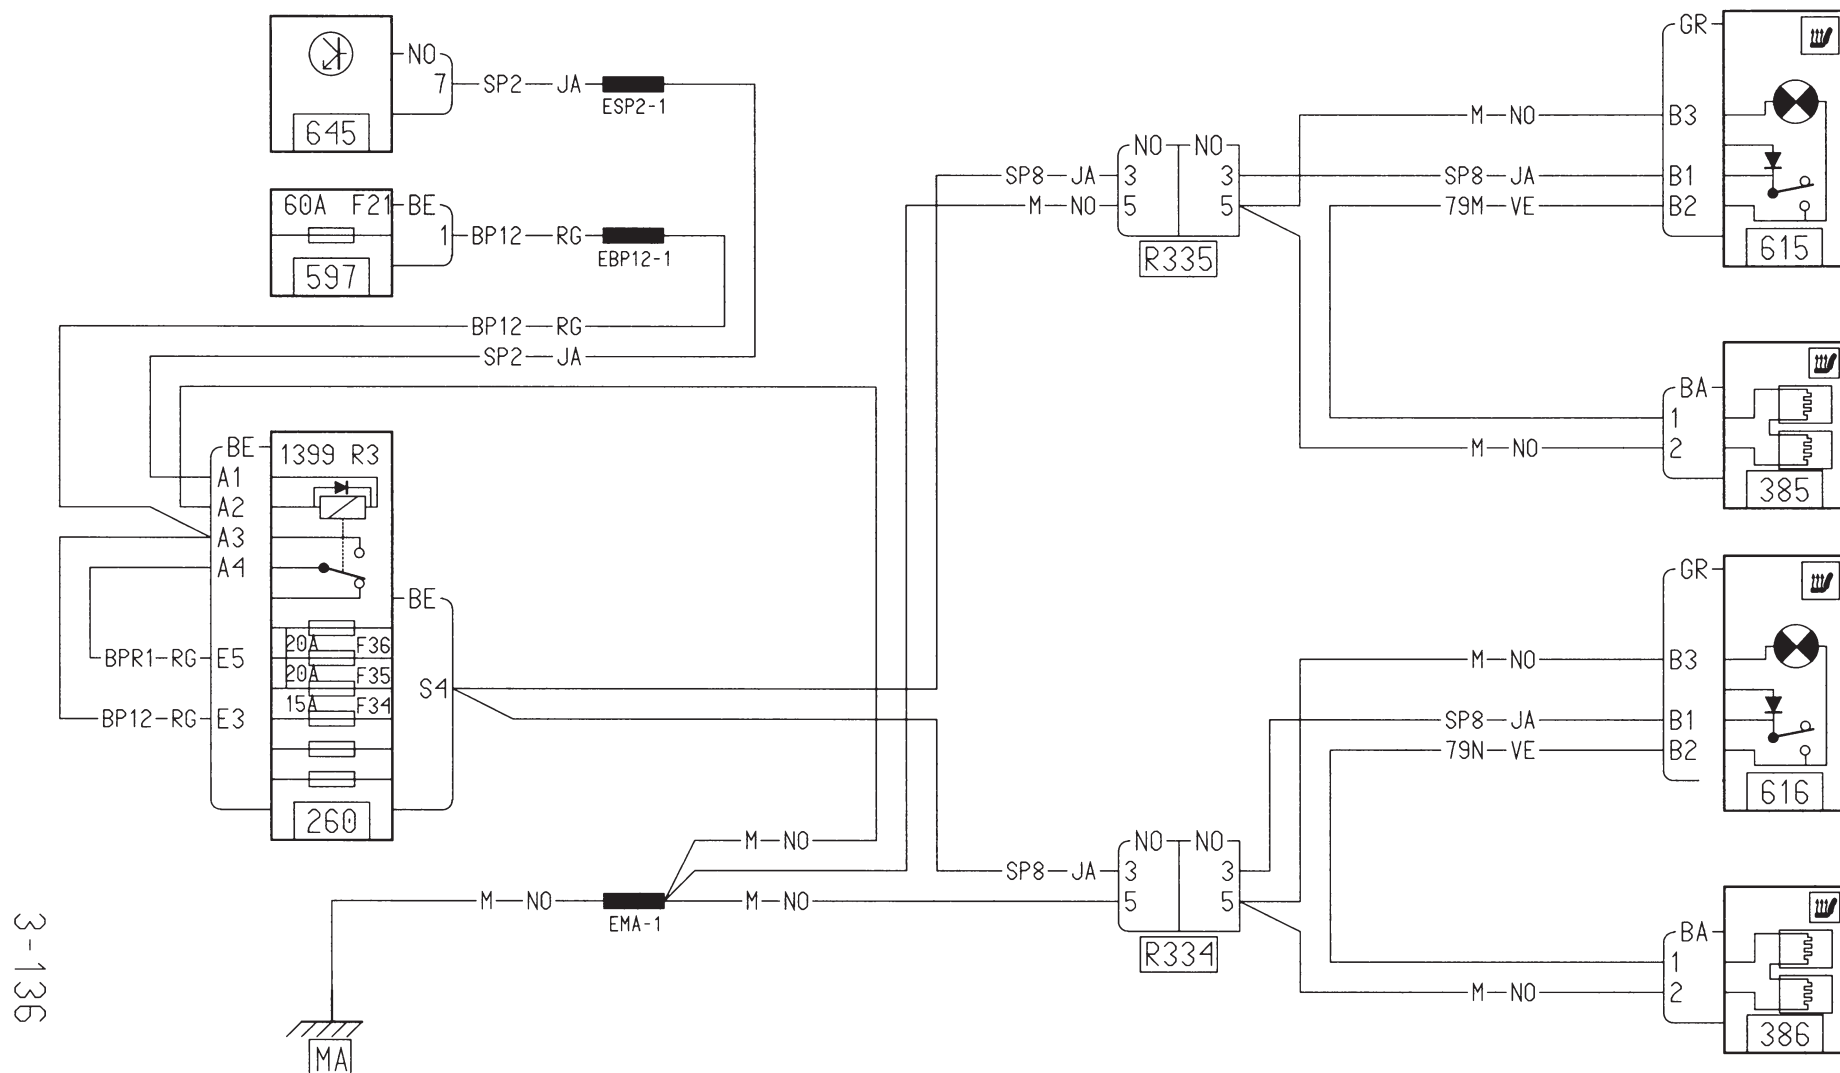 NO
7
SP2 JA
ESP2-1
645
60A F21 BE
1
BP12 RG
EBP12-1
597
BP12 RG
SP2 JA
BE 1399 R3
A1
A2
A3
A4
BE
20A F36
BPR1-RG E5
20A F35
S4
15A F34
BP12-RG E3
260
M NO
M NO
M NO
EMA-1
MA
NO NO
SP8 JA 3 3
M NO 5 5
R335
NO NO
SP8 JA 3 3
5 5
R334
GR
M NO B3
SP8 JA B1
79M VE B2
615
BA
1
M NO 2
385
GR
M NO B3
SP8 JA B1
79N VE B2
616
BA
1
M NO 2
386
3-136